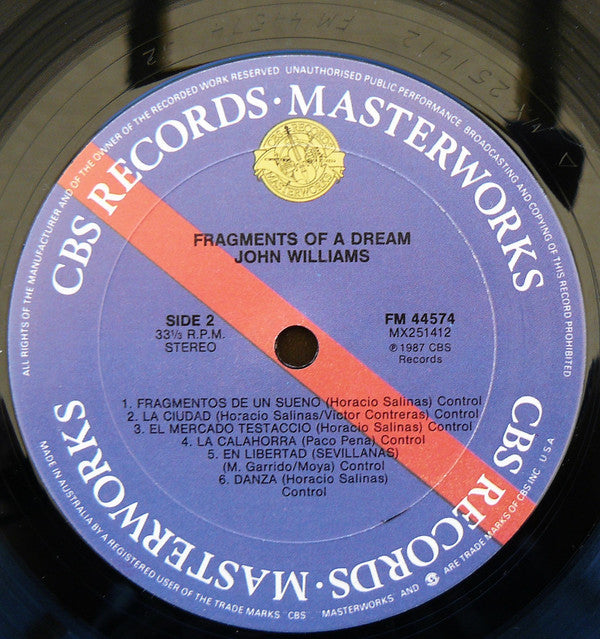 FM 44574
MX 251412
ALL RIGHTS OF THE MANUFACTURER AND OF THE OWNER OF THE RECORDED WORK RESERVED UNAUTHORISED PUBLIC PERFORMANCE BROADCASTING AND COPYING OF THIS RECORD PROHIBITED
CBS RECORDS · MASTERWORKS
MASTERWORKS
FRAGMENTS OF A DREAM
JOHN WILLIAMS
SIDE 2
33⅓ R.P.M.
STEREO
FM 44574
MX251412
℗ 1987 CBS
Records
1. FRAGMENTOS DE UN SUENO (Horacio Salinas) Control
2. LA CIUDAD (Horacio Salinas/Victor Contreras) Control
3. EL MERCADO TESTACCIO (Horacio Salinas) Control
4. LA CALAHORRA (Paco Pena) Control
5. EN LIBERTAD (SEVILLANAS)
(M. Garrido/Moya) Control
6. DANZA (Horacio Salinas)
Control
CBS RECORDS · MASTERWORKS
MADE IN AUSTRALIA BY A REGISTERED USER OF THE TRADE MARKS "CBS" MASTERWORKS AND ARE TRADE MARKS OF CBS INC U.S.A.